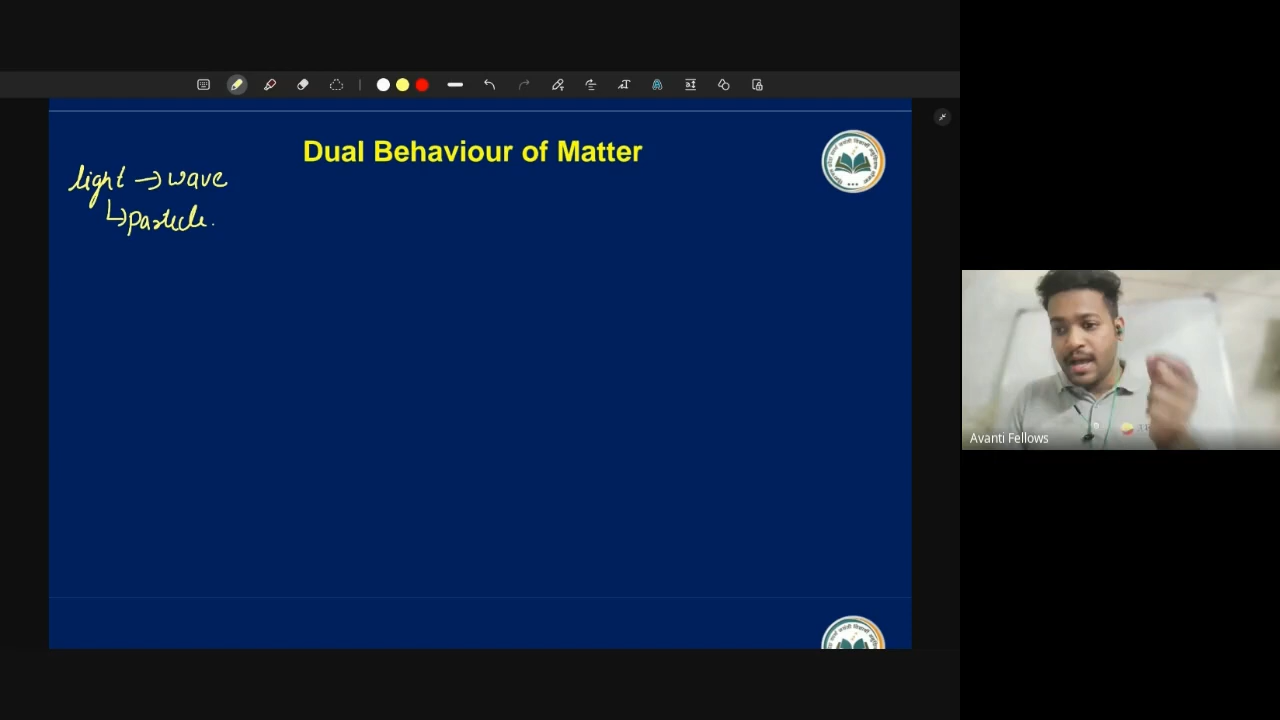 Dual Behaviour of Matter
light → wave
↳ particle.
Avanti Fellows